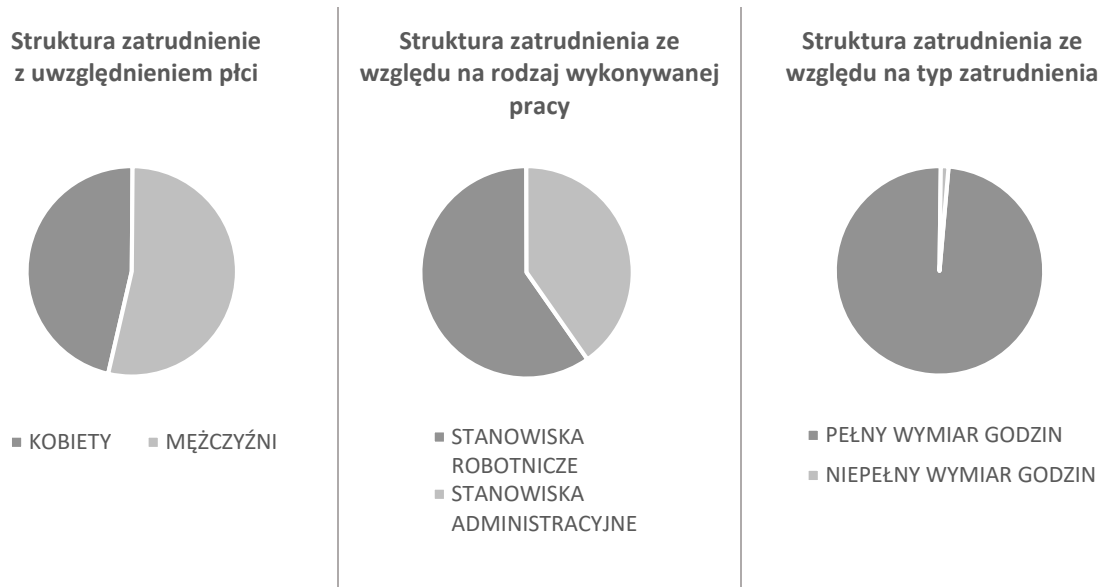 Struktura zatrudnienie
z uwzględnieniem płci
KOBIETY MĘŻCZYŹNI
Struktura zatrudnienia ze
względu na rodzaj wykonywanej
pracy
STANOWISKA
ROBOTNICZE
STANOWISKA
ADMINISTRACYJNE
Struktura zatrudnienia ze
względu na typ zatrudnienia
PEŁNY WYMIAR GODZIN
NIEPEŁNY WYMIAR GODZIN